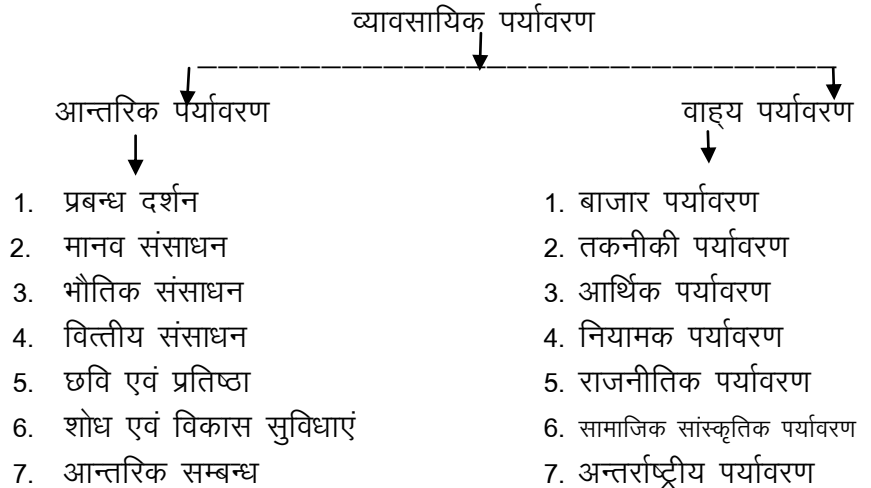 व्यावसायिक पर्यावरण
आन्तरिक पर्यावरण
1. प्रबन्ध दर्शन
2. मानव संसाधन
3. भौतिक संसाधन
4. वित्तीय संसाधन
5. छवि एवं प्रतिष्ठा
6. शोध एवं विकास सुविधाएं
7. आन्तरिक सम्बन्ध
वाह्य पर्यावरण
1. बाजार पर्यावरण
2. तकनीकी पर्यावरण
3. आर्थिक पर्यावरण
4. नियामक पर्यावरण
5. राजनीतिक पर्यावरण
6. सामाजिक सांस्कृतिक पर्यावरण
7. अन्तर्राष्ट्रीय पर्यावरण